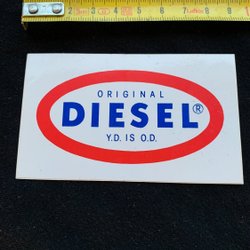 ORIGINAL
DIESEL®
Y.D. IS O.D.